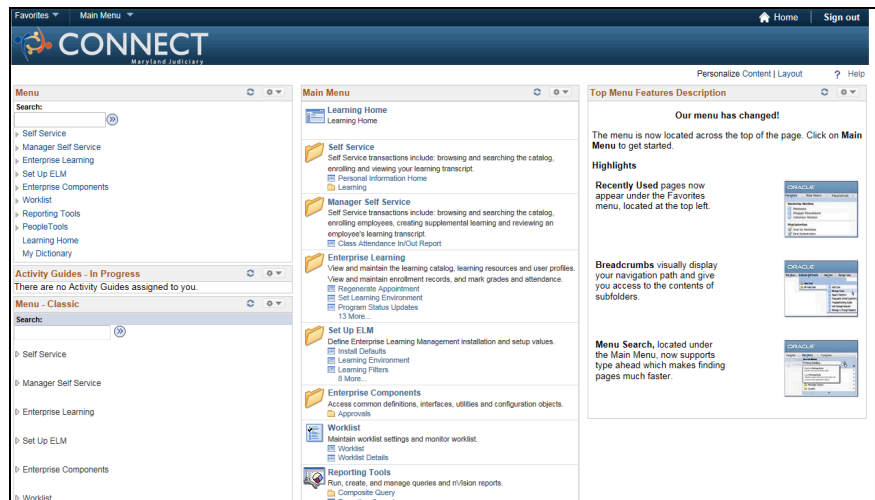 Favorites Main Menu Home Sign out
CONNECT
Maryland Judiciary
Personalize Content | Layout ? Help
Menu
Search:
Self Service
Manager Self Service
Enterprise Learning
Set Up ELM
Enterprise Components
Worklist
Reporting Tools
PeopleTools
Learning Home
My Dictionary
Activity Guides - In Progress
There are no Activity Guides assigned to you.
Menu - Classic
Search:
Self Service
Manager Self Service
Enterprise Learning
Set Up ELM
Enterprise Components
Worklist
Main Menu
Learning Home
Learning Home
Self Service
Self Service transactions include: browsing and searching the catalog,
enrolling and viewing your learning transcript.
Personal Information Home
Learning
Manager Self Service
Self Service transactions include: browsing and searching the catalog,
enrolling employees, creating supplemental learning and reviewing an
employee's learning transcript.
Class Attendance In/Out Report
Enterprise Learning
View and maintain the learning catalog, learning resources and user profiles.
View and maintain enrollment records, and mark grades and attendance.
Regenerate Appointment
Set Learning Environment
Program Status Updates
13 More...
Set Up ELM
Define Enterprise Learning Management installation and setup values.
Install Defaults
Learning Environment
Learning Filters
8 More...
Enterprise Components
Access common definitions, interfaces, utilities and configuration objects.
Approvals
Worklist
Maintain worklist settings and monitor worklist.
Worklist
Worklist Details
Reporting Tools
Run, create, and manage queries and nVision reports.
Composite Query
Top Menu Features Description
Our menu has changed!
The menu is now located across the top of the page. Click on Main
Menu to get started.
Highlights
Recently Used pages now
appear under the Favorites
menu, located at the top left.
ORACLE
Breadcrumbs visually display
your navigation path and give
you access to the contents of
subfolders.
ORACLE
Menu Search, located under
the Main Menu, now supports
type ahead which makes finding
pages much faster.
ORACLE